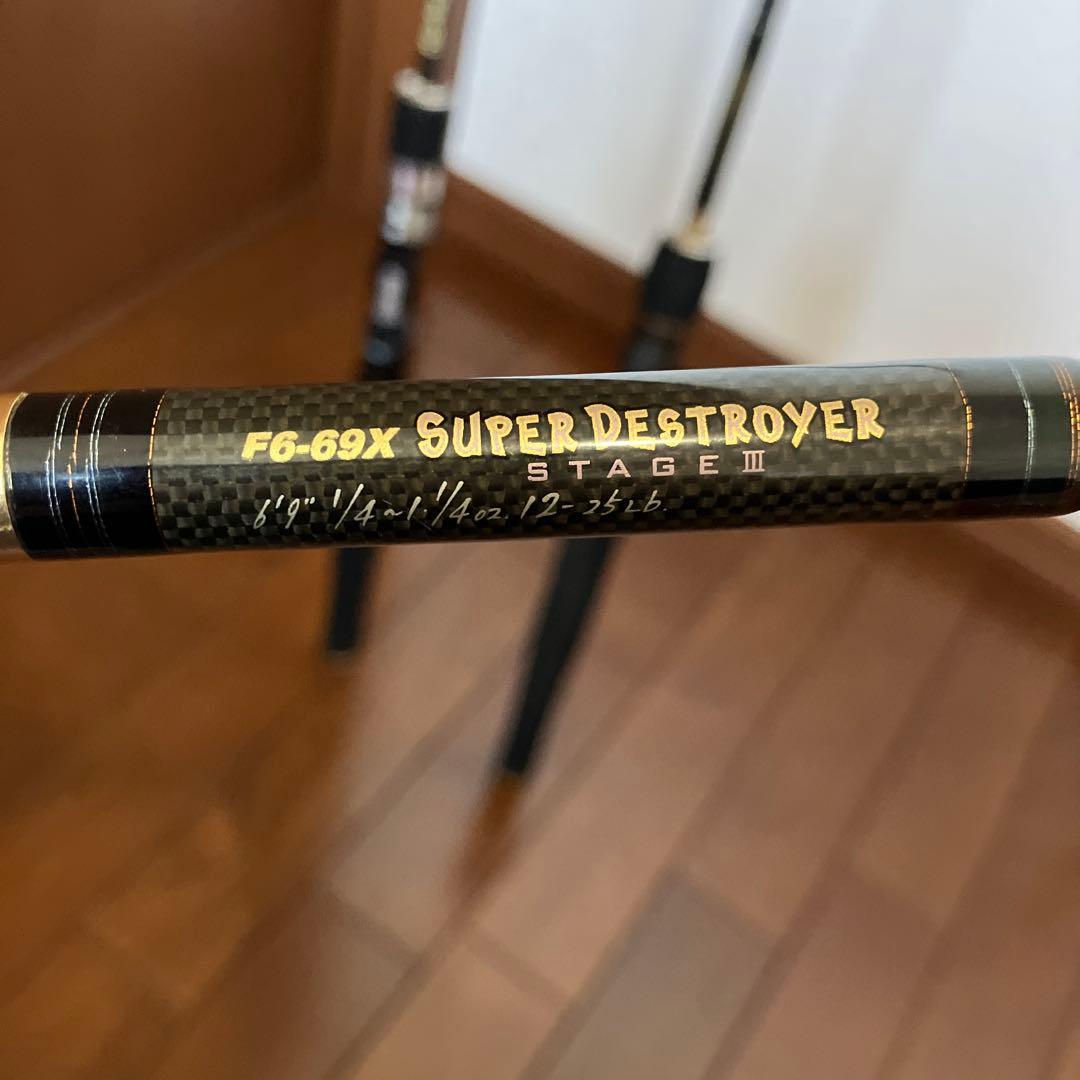 F6-69X SUPER DESTROYER
STAGE III
6'9" 1/4~1.1/4oz. 12-25Lb.